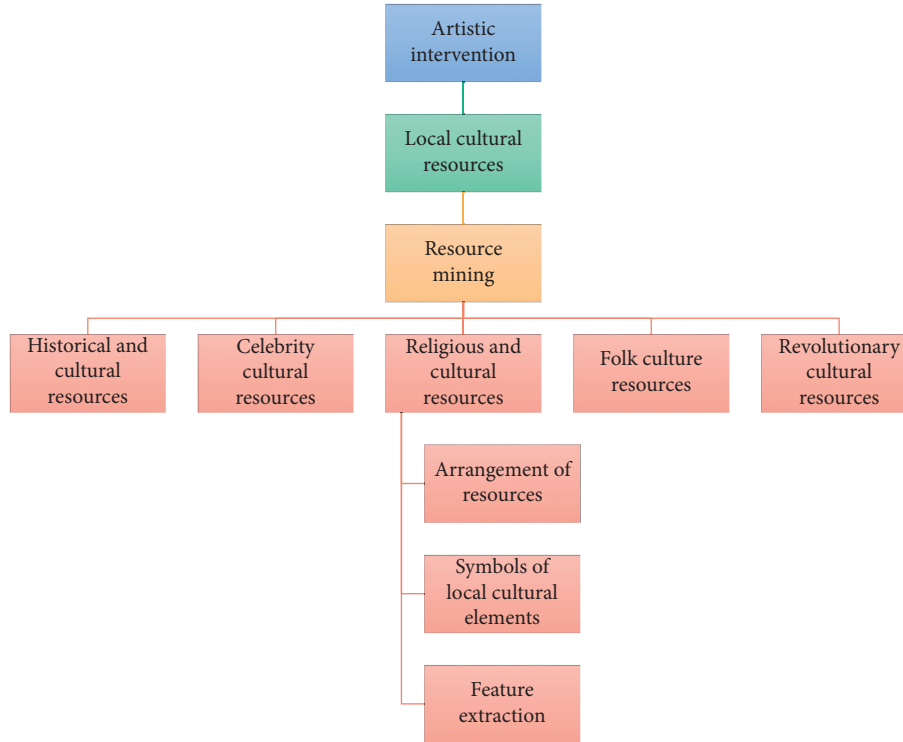 Artistic
intervention
Local cultural
resources
Resource
mining
Historical and
cultural
resources
Celebrity
cultural
resources
Religious and
cultural
resources
Folk culture
resources
Revolutionary
cultural
resources
Arrangement of
resources
Symbols of
local cultural
elements
Feature
extraction